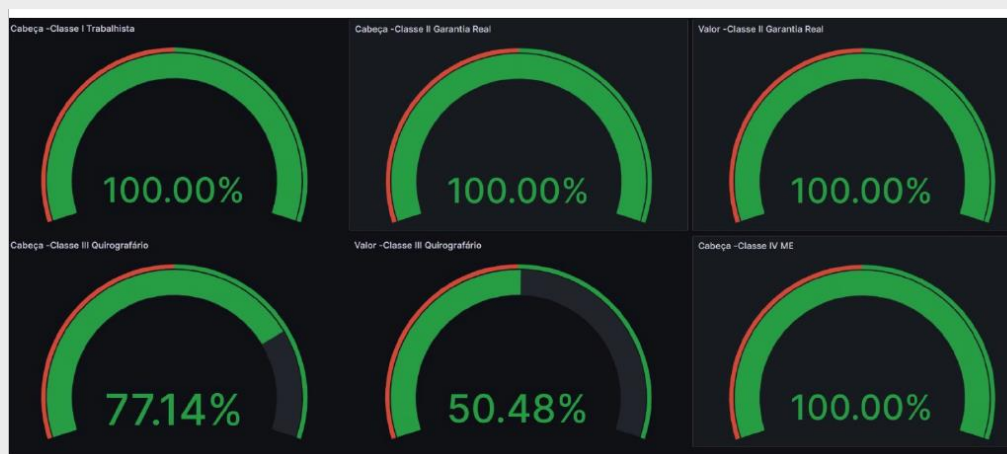 Cabeça -Classe I Trabalhista
Cabeça -Classe II Garantia Real
Valor -Classe II Garantia Real
100.00%
100.00%
100.00%
Cabeça -Classe III Quirografário
Valor -Classe III Quirografário
Cabeça -Classe IV ME
77.14%
50.48%
100.00%